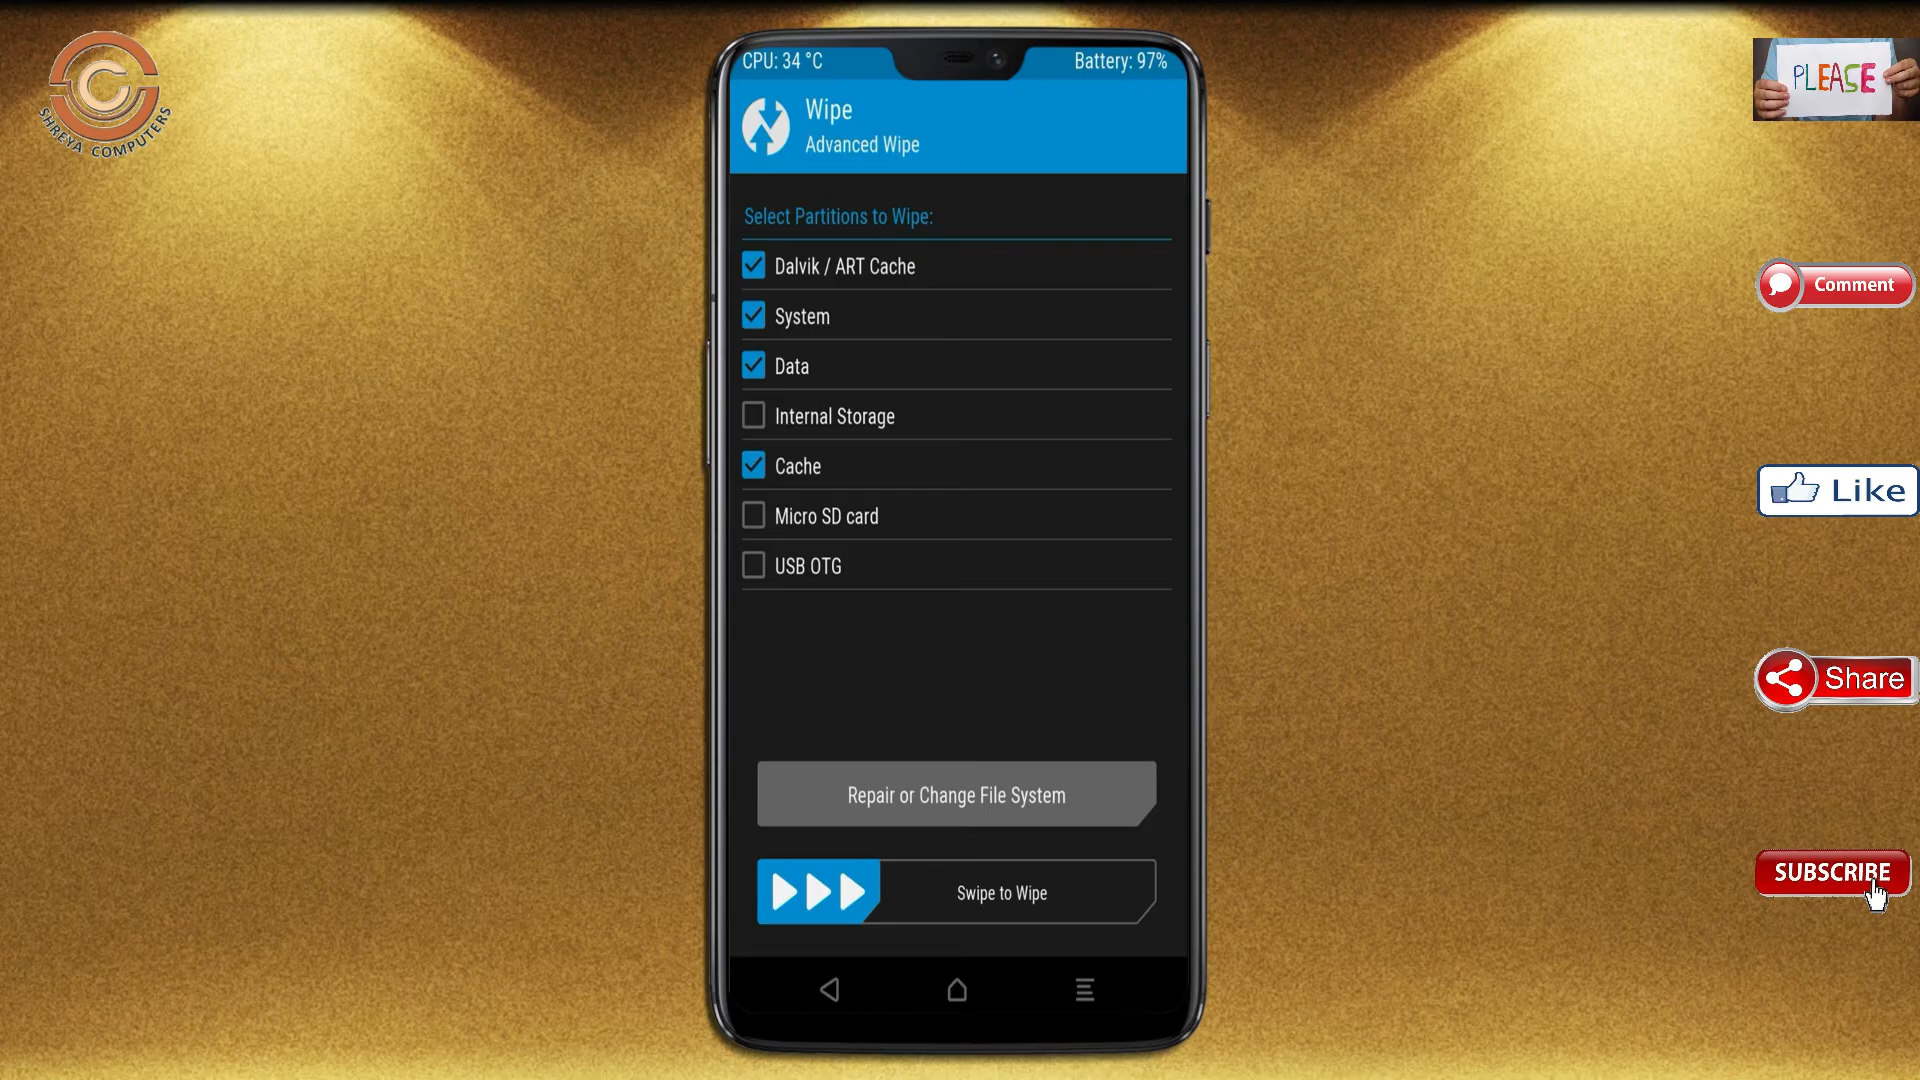 SHREYA COMPUTERS
CPU: 34 °C
Battery: 97%
Wipe
Advanced Wipe
Select Partitions to Wipe:
Dalvik / ART Cache
System
Data
Internal Storage
Cache
Micro SD card
USB OTG
Repair or Change File System
Swipe to Wipe
PLEASE
Comment
Like
Share
SUBSCRIBE